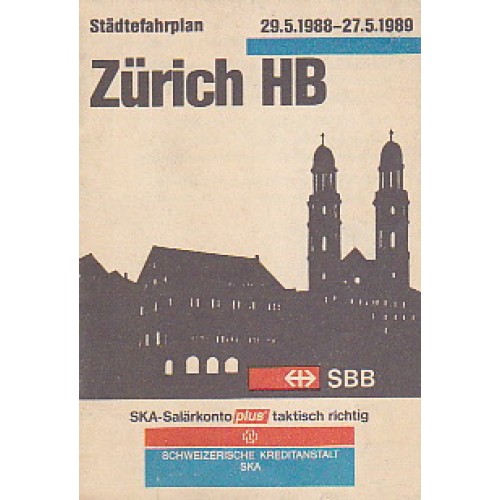 Städtefahrplan 29.5.1988–27.5.1989
Zürich HB
SBB
SKA-Salärkonto plus taktisch richtig
SCHWEIZERISCHE KREDITANSTALT
SKA